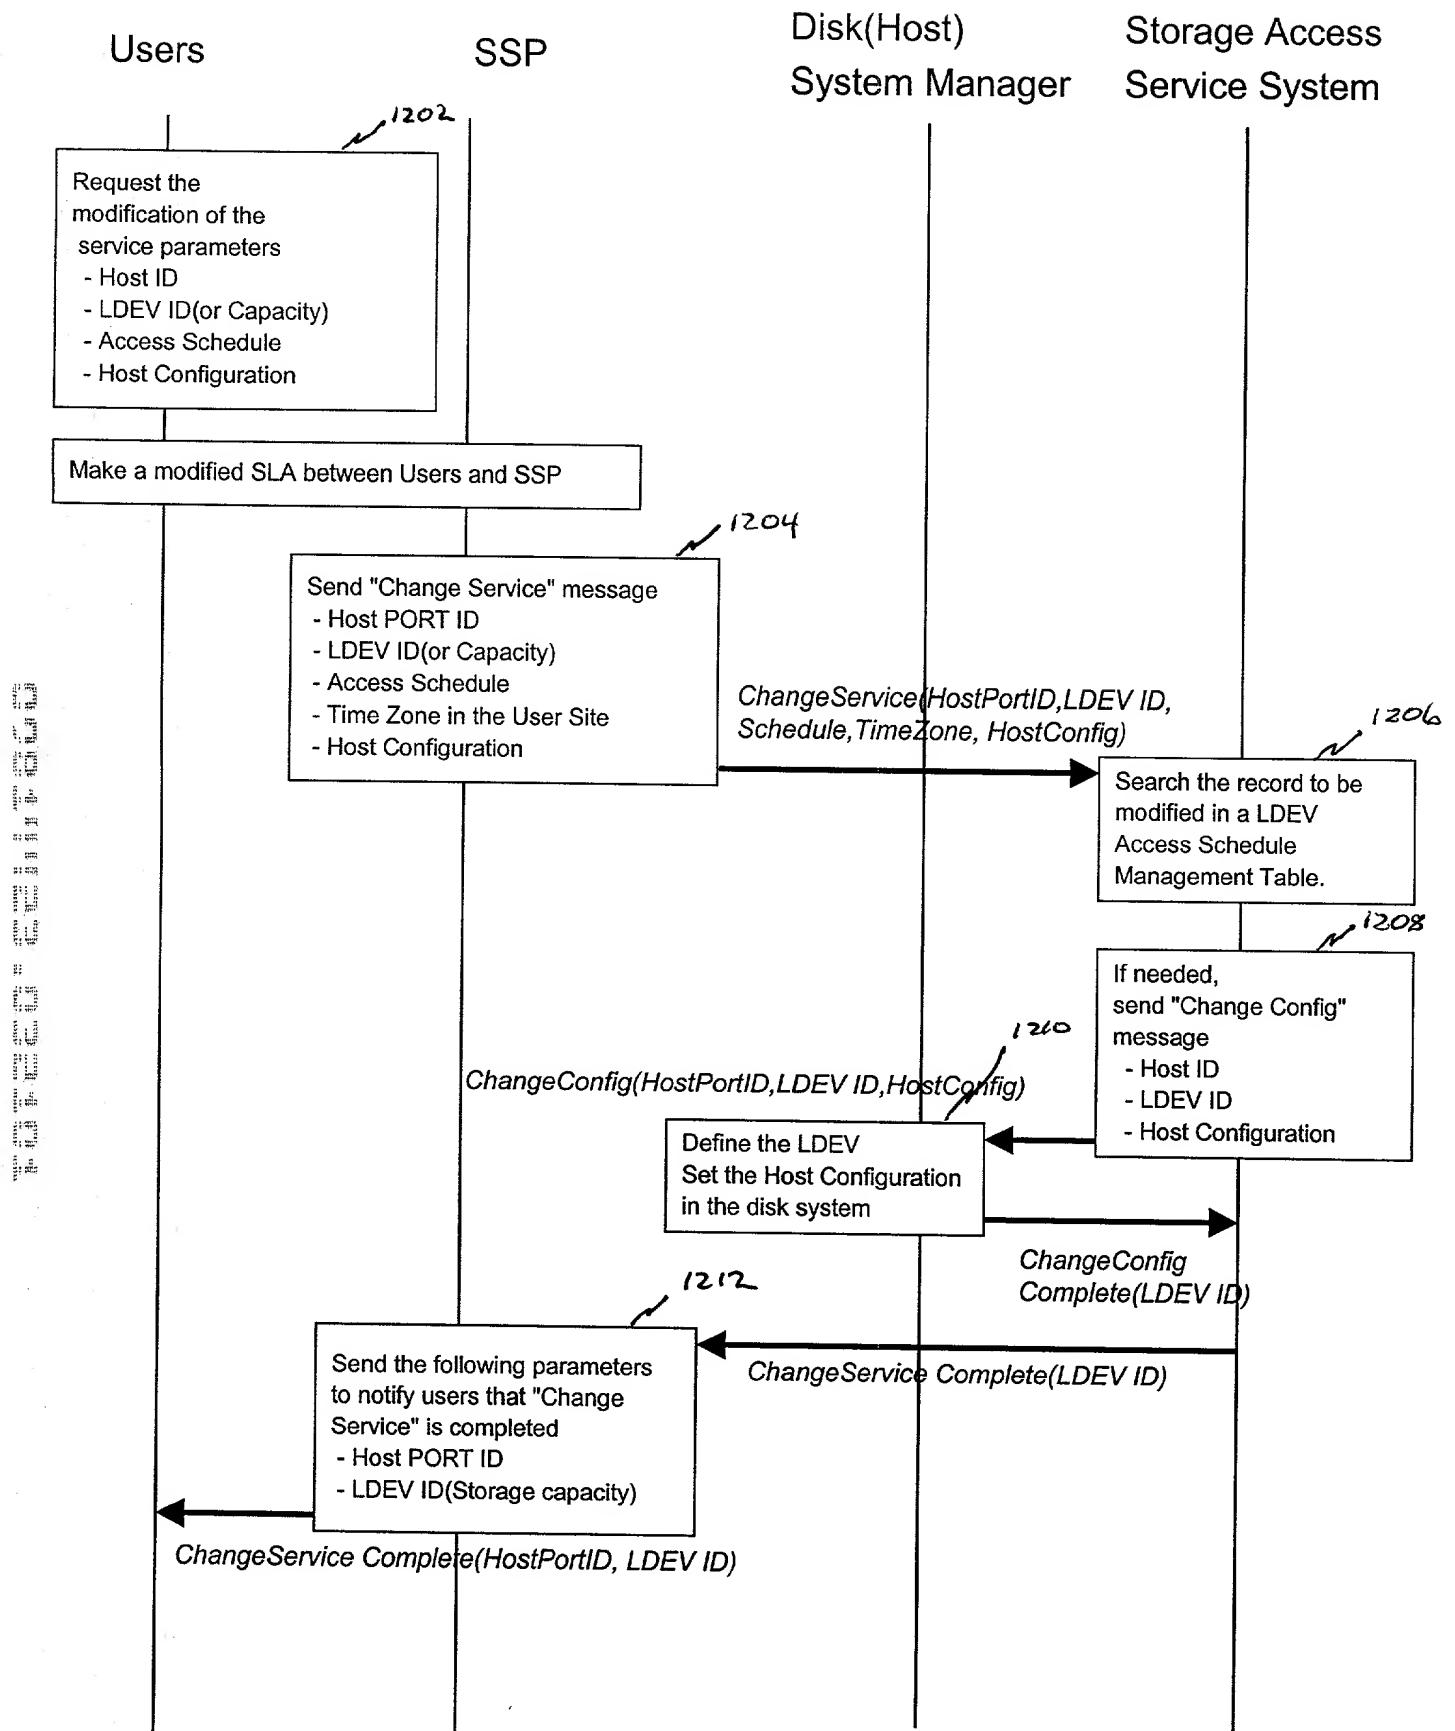 Users
SSP
Disk(Host)
System Manager
Storage Access
Service System
1202
Request the
modification of the
service parameters
- Host ID
- LDEV ID(or Capacity)
- Access Schedule
- Host Configuration
Make a modified SLA between Users and SSP
1204
Send "Change Service" message
- Host PORT ID
- LDEV ID(or Capacity)
- Access Schedule
- Time Zone in the User Site
- Host Configuration
ChangeService(HostPortID,LDEV ID,
Schedule,TimeZone, HostConfig)
1206
Search the record to be
modified in a LDEV
Access Schedule
Management Table.
1208
If needed,
send "Change Config"
message
- Host ID
- LDEV ID
- Host Configuration
1210
ChangeConfig(HostPortID,LDEV ID,HostConfig)
Define the LDEV
Set the Host Configuration
in the disk system
ChangeConfig
Complete(LDEV ID)
1212
Send the following parameters
to notify users that "Change
Service" is completed
- Host PORT ID
- LDEV ID(Storage capacity)
ChangeService Complete(LDEV ID)
ChangeService Complete(HostPortID, LDEV ID)